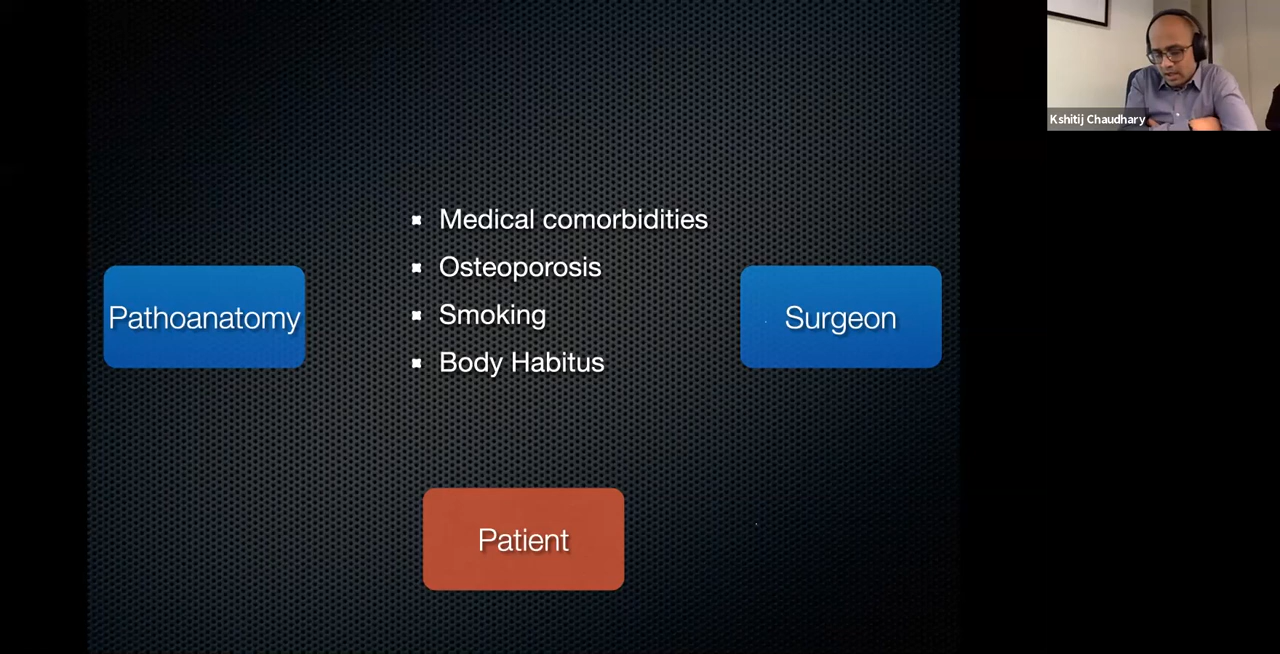 Kshitij Chaudhary
Medical comorbidities
Osteoporosis
Smoking
Body Habitus
Pathoanatomy
Surgeon
Patient